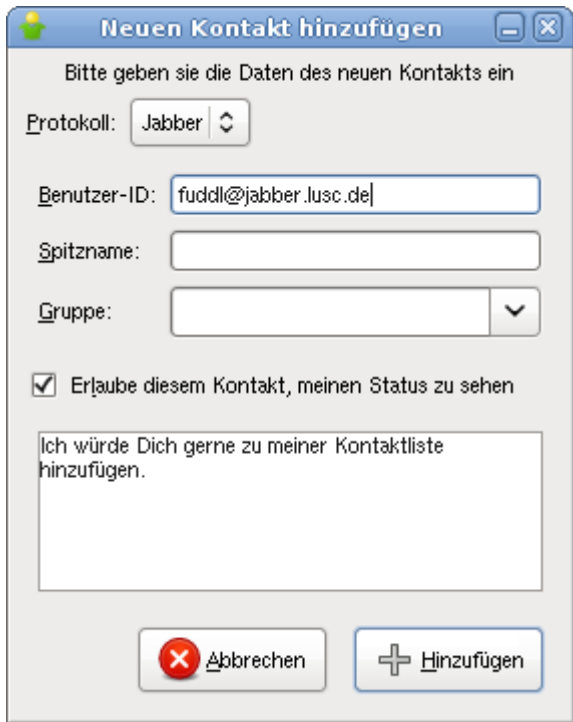 Neuen Kontakt hinzufügen
Bitte geben sie die Daten des neuen Kontakts ein
Protokoll: Jabber
Benutzer-ID: fuddl@jabber.lusc.de
Spitzname:
Gruppe:
Erlaube diesem Kontakt, meinen Status zu sehen
Ich würde Dich gerne zu meiner Kontaktliste
hinzufügen.
Abbrechen Hinzufügen